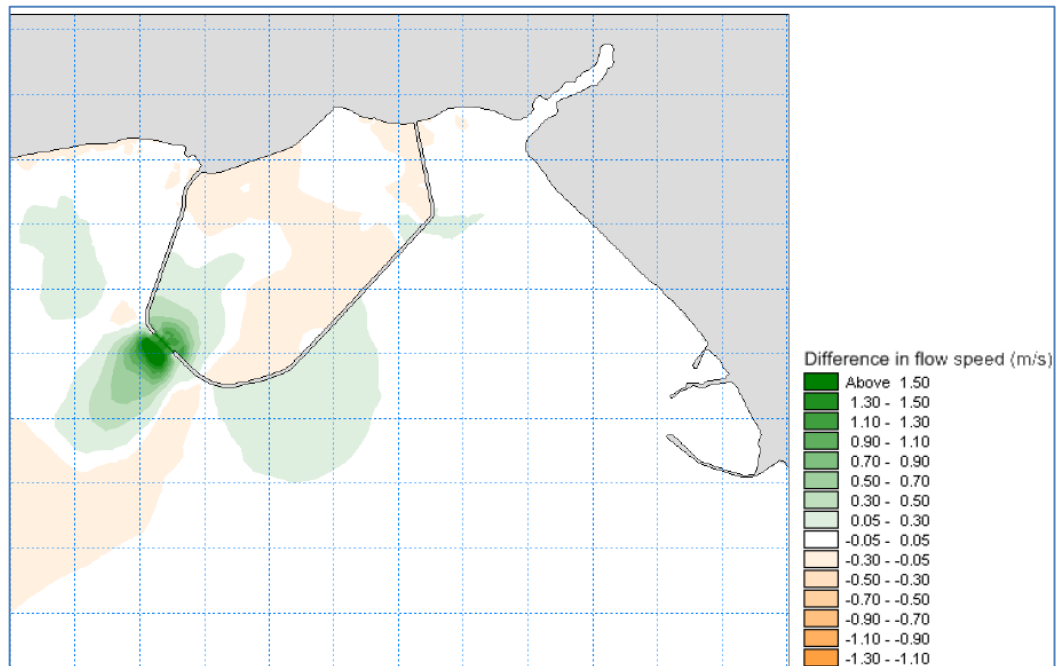 Difference in flow speed (m/s)
Above 1.50
1.30 - 1.50
1.10 - 1.30
0.90 - 1.10
0.70 - 0.90
0.50 - 0.70
0.30 - 0.50
0.05 - 0.30
-0.05 - 0.05
-0.30 - -0.05
-0.50 - -0.30
-0.70 - -0.50
-0.90 - -0.70
-1.10 - -0.90
-1.30 - -1.10